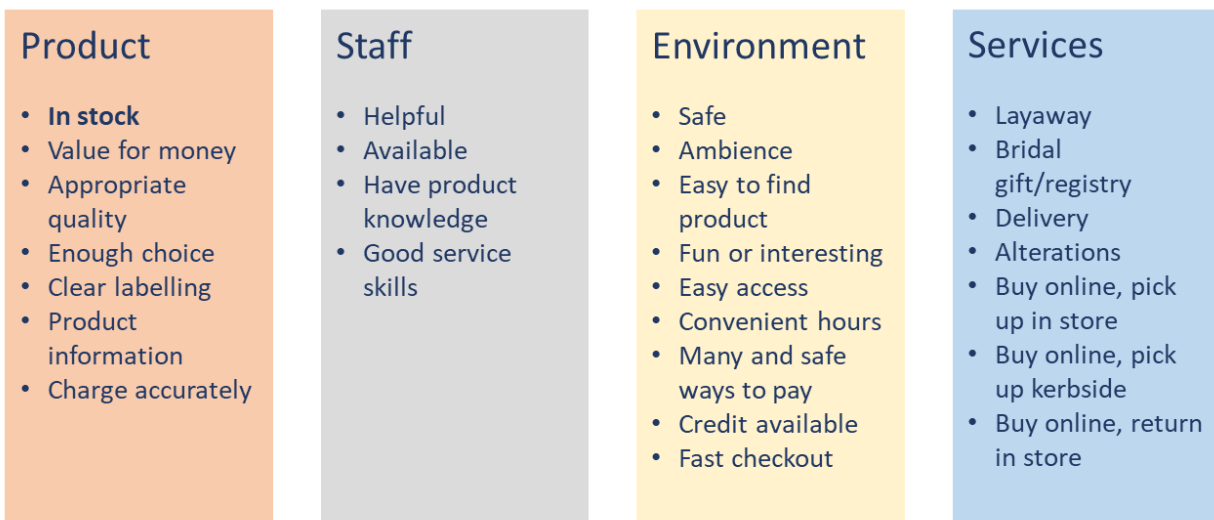 Product
• In stock
• Value for money
• Appropriate
quality
• Enough choice
• Clear labelling
• Product
information
• Charge accurately
Staff
• Helpful
• Available
• Have product
knowledge
• Good service
skills
Environment
• Safe
• Ambience
• Easy to find
product
• Fun or interesting
• Easy access
• Convenient hours
• Many and safe
ways to pay
• Credit available
• Fast checkout
Services
• Layaway
• Bridal
gift/registry
• Delivery
• Alterations
• Buy online, pick
up in store
• Buy online, pick
up kerbside
• Buy online, return
in store